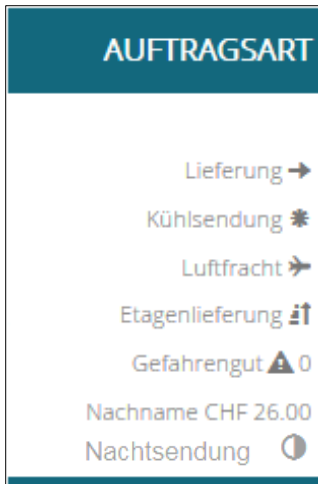 AUFTRAGSART
Lieferung
Kühlsendung
Luftfracht
Etagenlieferung
Gefahrengut 0
Nachname CHF 26.00
Nachtsendung